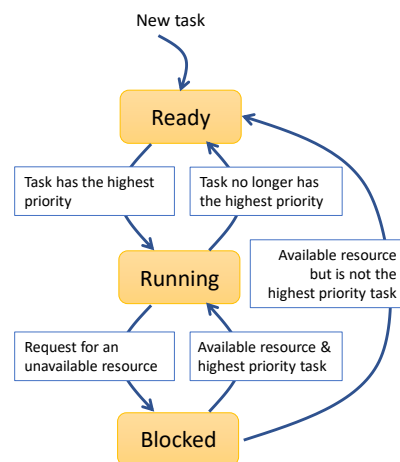 New task
Ready
Task has the highest
priority
Task no longer has
the highest priority
Running
Available resource
but is not the
highest priority task
Request for an
unavailable resource
Available resource &
highest priority task
Blocked